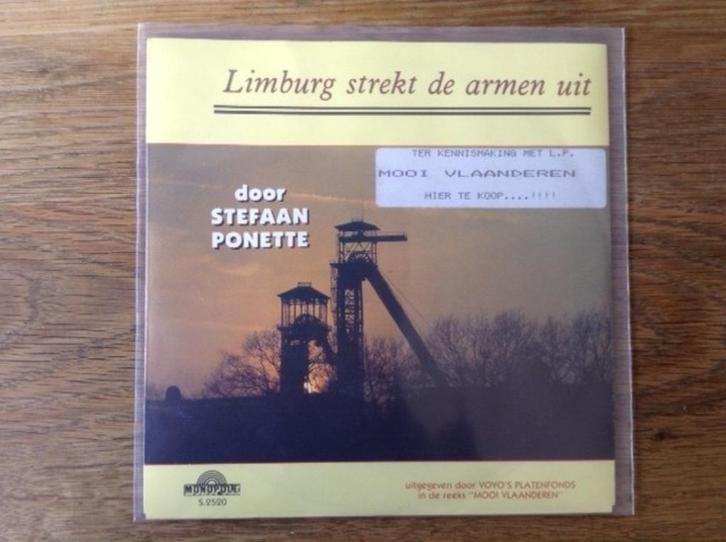 Limburg strekt de armen uit
TER KENNISMAKING MET L.P.
MOOI VLAANDEREN
HIER TE KOOP....!!!!
door
STEFAAN
PONETTE
MONOPOLE
S.2520
uitgegeven door VOYO'S PLATENFONDS
in de reeks "MOOI VLAANDEREN"